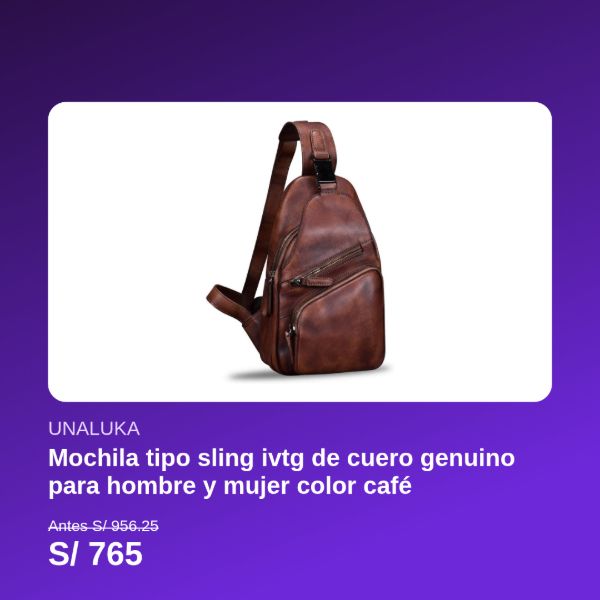 UNALUKA
Mochila tipo sling ivtg de cuero genuino
para hombre y mujer color café
Antes S/ 956.25
S/ 765